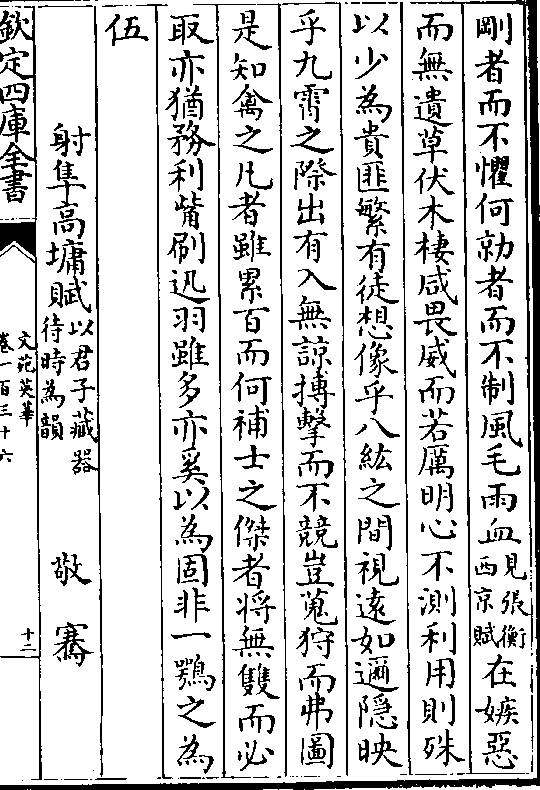 剛者而不懼何勍者而不制風毛雨血見張衡西京賦在嫉惡
而無遺草伏木棲咸畏威而若厲明心不測利用則殊
以少為貴匪繁有徒想像乎八紘之間視遠如邇隱映
乎九霄之際出有入無諒搏擊而不競豈蒐狩而弗圖
是知禽之凡者雖累百而何補士之傑者將無雙而必
取亦猶務利觜刷迅羽雖多亦奚以為固非一鶚之為
伍
射隼高墉賦以君子藏器待時為韻 敬騫
欽定四庫全書
文苑英華
卷一百三十六
十二